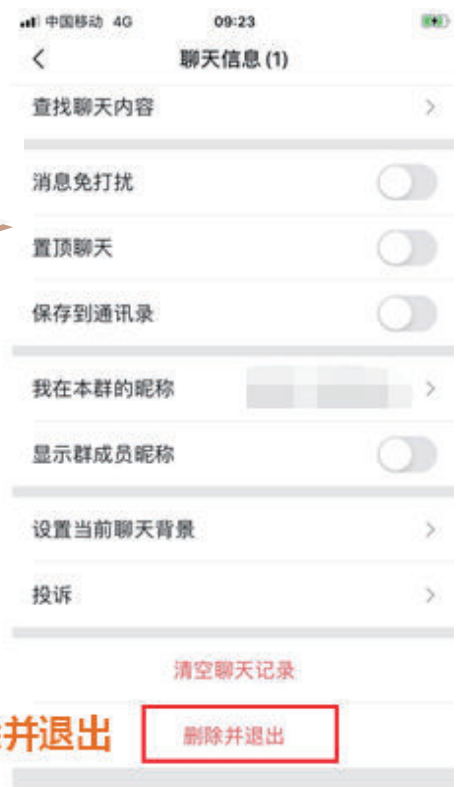 中国移动 4G 09:23
聊天信息(1)
查找聊天内容
消息免打扰
置顶聊天
保存到通讯录
我在本群的昵称
显示群成员昵称
设置当前聊天背景
投诉
清空聊天记录
并退出 删除并退出